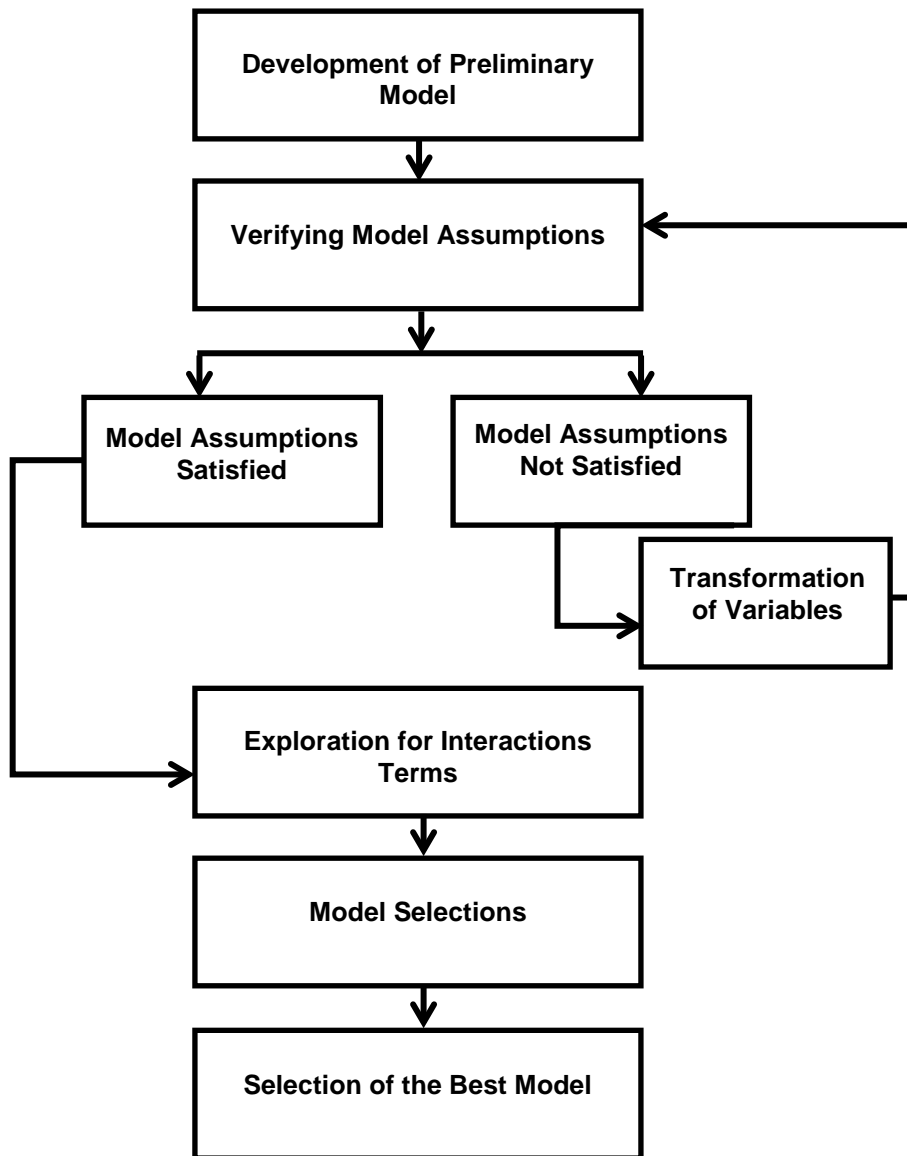 Development of Preliminary
Model
Verifying Model Assumptions
Model Assumptions
Satisfied
Model Assumptions
Not Satisfied
Transformation
of Variables
Exploration for Interactions
Terms
Model Selections
Selection of the Best Model